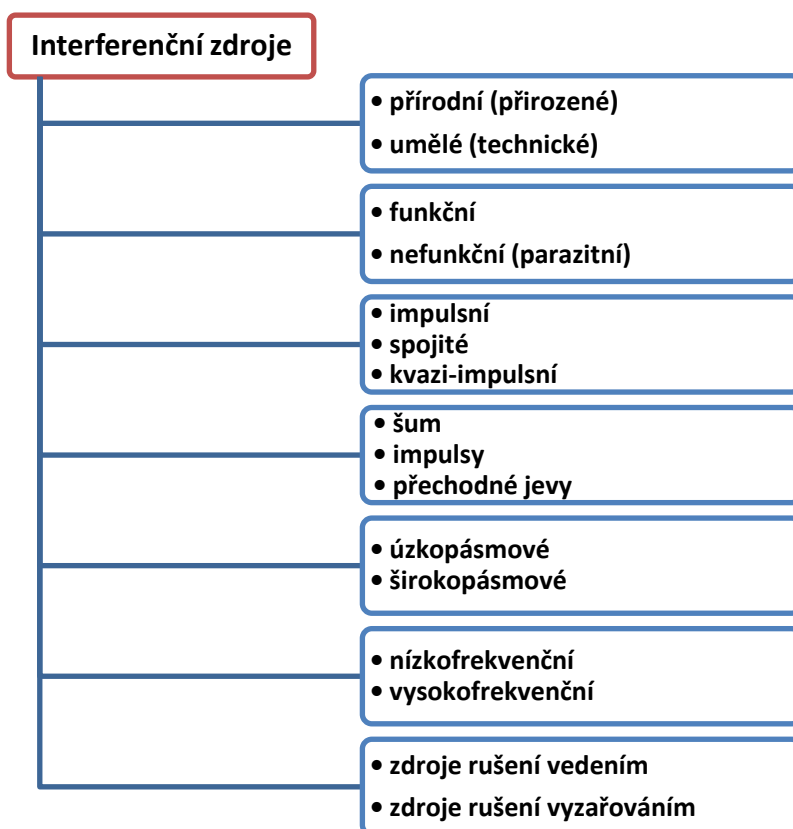 Interferenční zdroje
• přírodní (přirozené)
• umělé (technické)
• funkční
• nefunkční (parazitní)
• impulsní
• spojité
• kvazi-impulsní
• šum
• impulsy
• přechodné jevy
• úzkopásmové
• širokopásmové
• nízkofrekvenční
• vysokofrekvenční
• zdroje rušení vedením
• zdroje rušení vyzařováním